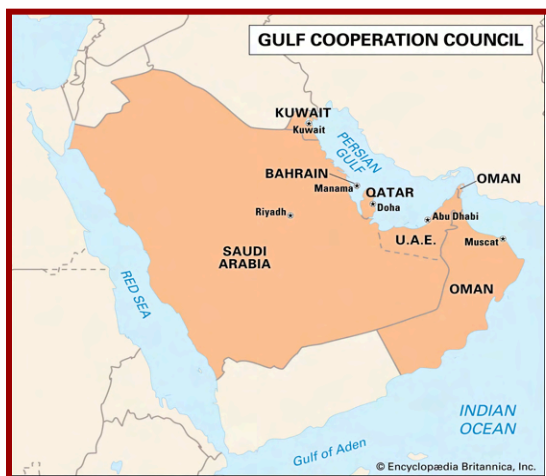 GULF COOPERATION COUNCIL
KUWAIT
Kuwait
PERSIAN
GULF
BAHRAIN
Manama
QATAR
Doha
OMAN
Abu Dhabi
Riyadh
U.A.E.
Muscat
SAUDI
ARABIA
OMAN
RED SEA
INDIAN
OCEAN
Gulf of Aden
© Encyclopædia Britannica, Inc.